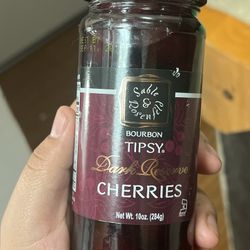 Sable
&
Rosenfeld
BOURBON
TIPSY
Dark Reserve
CHERRIES
Net Wt. 10oz. (284g)